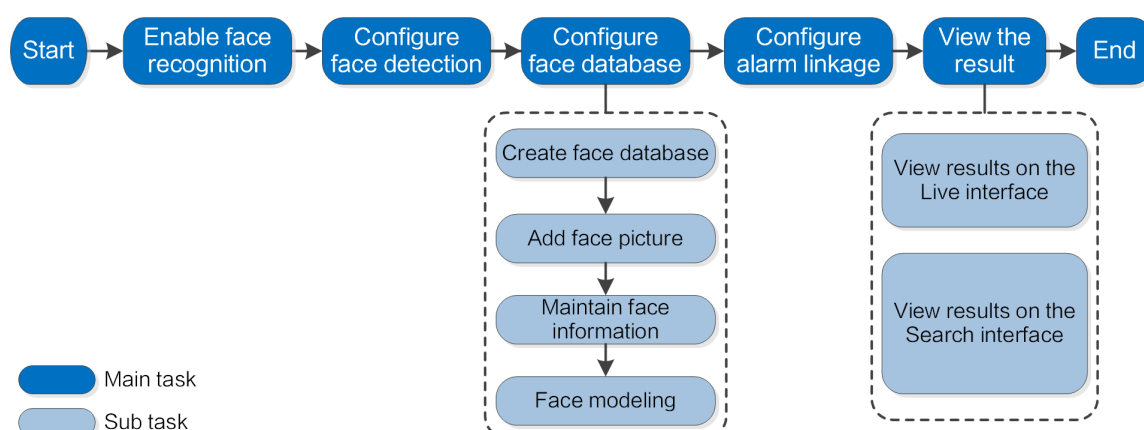 Start
Enable face
recognition
Configure
face detection
Configure
face database
Configure
alarm linkage
View the
result
End
Create face database
Add face picture
Maintain face
information
Face modeling
View results on the
Live interface
View results on the
Search interface
Main task
Sub task